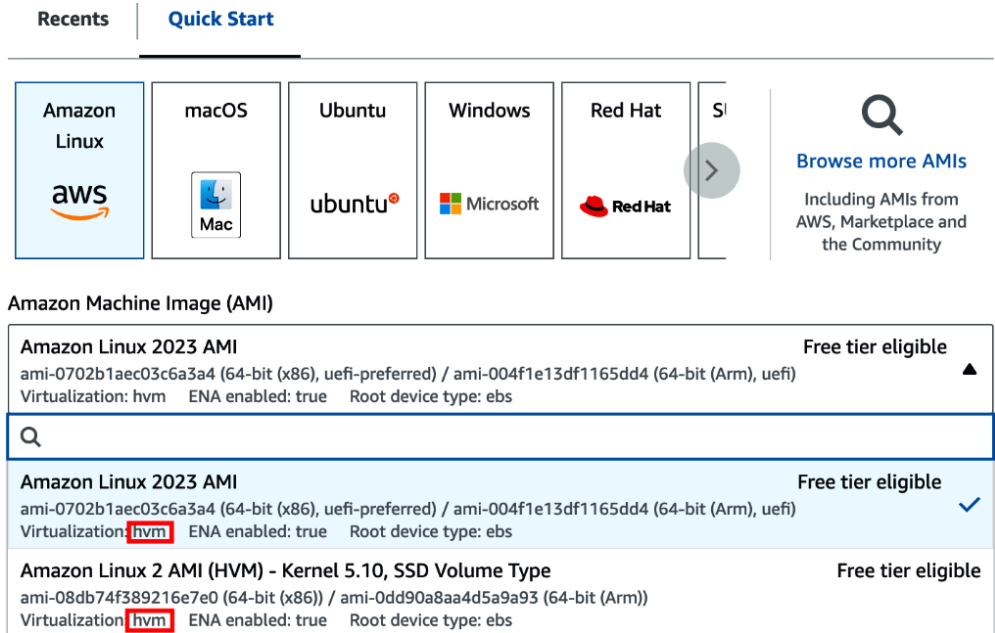 Recents
Quick Start
Amazon
Linux
aws
macOS
Mac
Ubuntu
ubuntu
Windows
Microsoft
Red Hat
Red Hat
Browse more AMIs
Including AMIs from
AWS, Marketplace and
the Community
Amazon Machine Image (AMI)
Amazon Linux 2023 AMI
Free tier eligible
ami-0702b1aec03c6a3a4 (64-bit (x86), uefi-preferred) / ami-004f1e13df1165dd4 (64-bit (Arm), uefi)
Virtualization: hvm ENA enabled: true Root device type: ebs
Amazon Linux 2023 AMI
Free tier eligible
ami-0702b1aec03c6a3a4 (64-bit (x86), uefi-preferred) / ami-004f1e13df1165dd4 (64-bit (Arm), uefi)
Virtualization: hvm ENA enabled: true Root device type: ebs
Amazon Linux 2 AMI (HVM) - Kernel 5.10, SSD Volume Type
Free tier eligible
ami-08db74f389216e7e0 (64-bit (x86)) / ami-0dd90a8aa4d5a9a93 (64-bit (Arm))
Virtualization: hvm ENA enabled: true Root device type: ebs